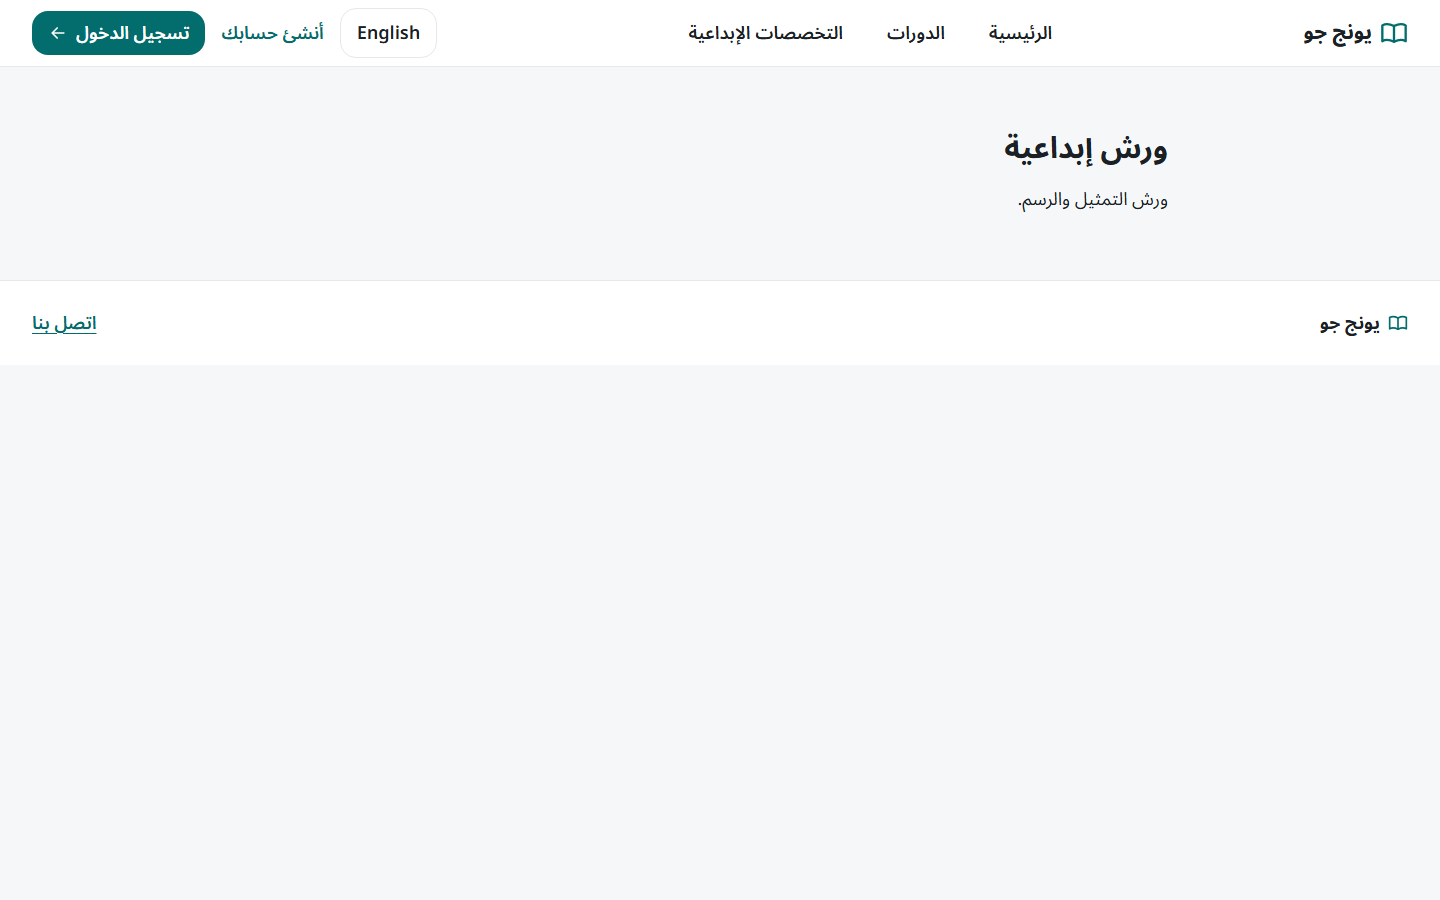 يونج جو
الرئيسية
الدورات
التخصصات الإبداعية
English
أنشئ حسابك
تسجيل الدخول ←
ورش إبداعية
ورش التمثيل والرسم.
يونج جو
اتصل بنا